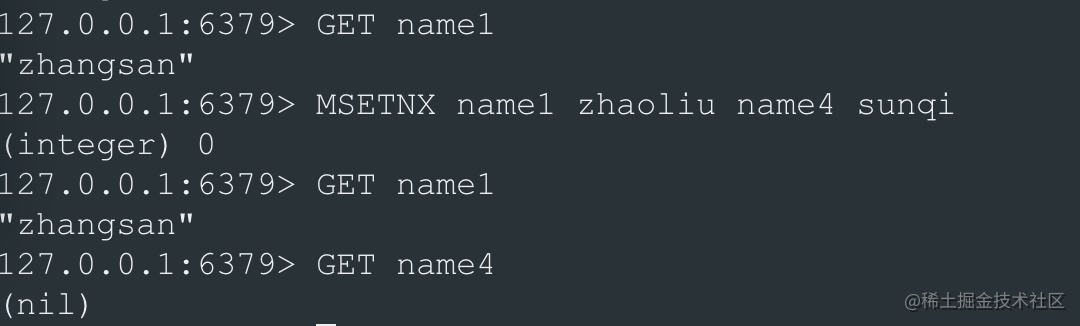 127.0.0.1:6379> GET name1
"zhangsan"
127.0.0.1:6379> MSETNX name1 zhaoliu name4 sunqi
(integer) 0
127.0.0.1:6379> GET name1
"zhangsan"
127.0.0.1:6379> GET name4
(nil)
@稀土掘金技术社区